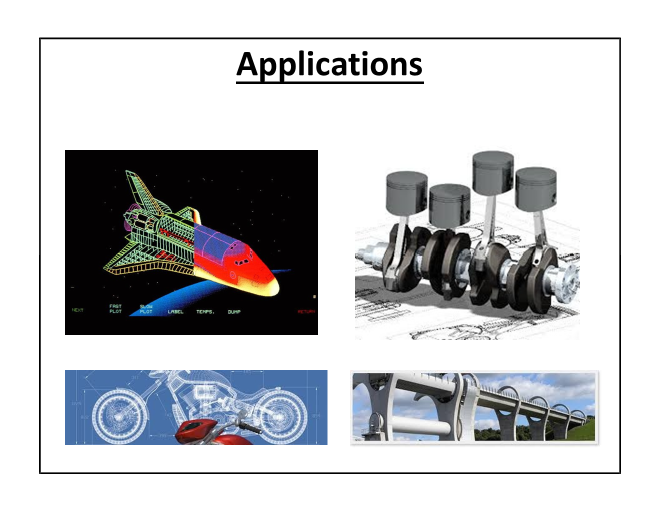 Applications
NEXT FAST PLOT SLOW PLOT LABEL TEMPS. DUMP RETURN